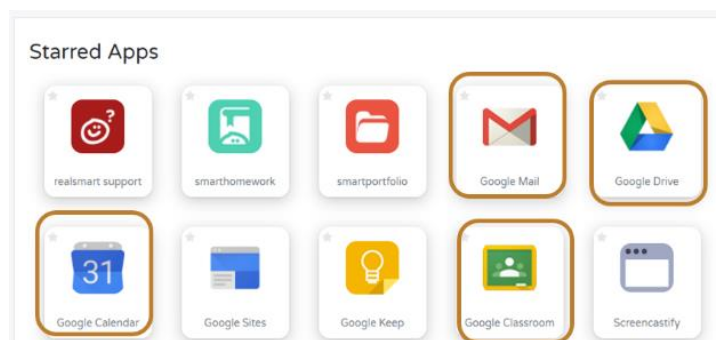 Starred Apps
realsmart support
smarthomework
smartportfolio
Google Mail
Google Drive
31
Google Calendar
Google Sites
Google Keep
Google Classroom
Screencastify